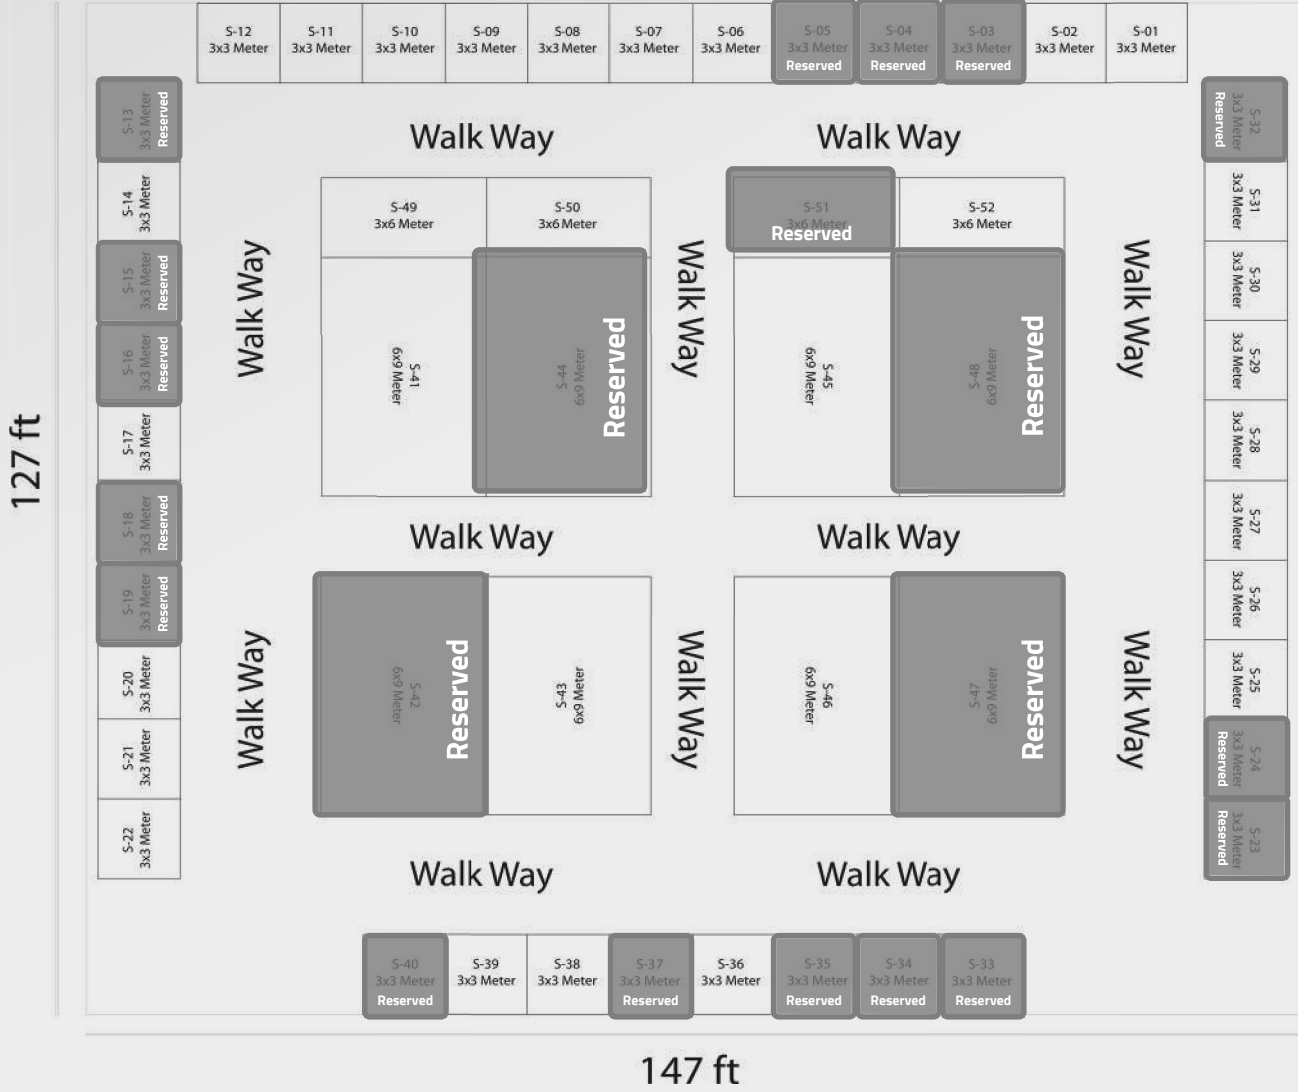 S-12
3x3 Meter
S-11
3x3 Meter
S-10
3x3 Meter
S-09
3x3 Meter
S-08
3x3 Meter
S-07
3x3 Meter
S-06
3x3 Meter
S-05
3x3 Meter
Reserved
S-04
3x3 Meter
Reserved
S-03
3x3 Meter
Reserved
S-02
3x3 Meter
S-01
3x3 Meter
S-13
3x3 Meter
Reserved
S-14
3x3 Meter
S-15
3x3 Meter
Reserved
S-16
3x3 Meter
Reserved
S-17
3x3 Meter
S-18
3x3 Meter
Reserved
S-19
3x3 Meter
Reserved
S-20
3x3 Meter
S-21
3x3 Meter
S-22
3x3 Meter
127 ft
Walk Way
Walk Way
Walk Way
Walk Way
S-49
3x6 Meter
S-50
3x6 Meter
S-41
6x9 Meter
S-44
6x9 Meter
Reserved
Walk Way
S-51
3x6 Meter
Reserved
S-52
3x6 Meter
S-45
6x9 Meter
S-48
6x9 Meter
Reserved
Walk Way
Walk Way
Walk Way
S-42
6x9 Meter
Reserved
S-43
6x9 Meter
Walk Way
S-46
6x9 Meter
S-47
6x9 Meter
Reserved
Walk Way
Walk Way
Walk Way
S-32
3x3 Meter
Reserved
S-31
3x3 Meter
S-30
3x3 Meter
S-29
3x3 Meter
S-28
3x3 Meter
S-27
3x3 Meter
S-26
3x3 Meter
S-25
3x3 Meter
S-24
3x3 Meter
Reserved
S-23
3x3 Meter
Reserved
S-40
3x3 Meter
Reserved
S-39
3x3 Meter
S-38
3x3 Meter
S-37
3x3 Meter
Reserved
S-36
3x3 Meter
S-35
3x3 Meter
Reserved
S-34
3x3 Meter
Reserved
S-33
3x3 Meter
Reserved
147 ft